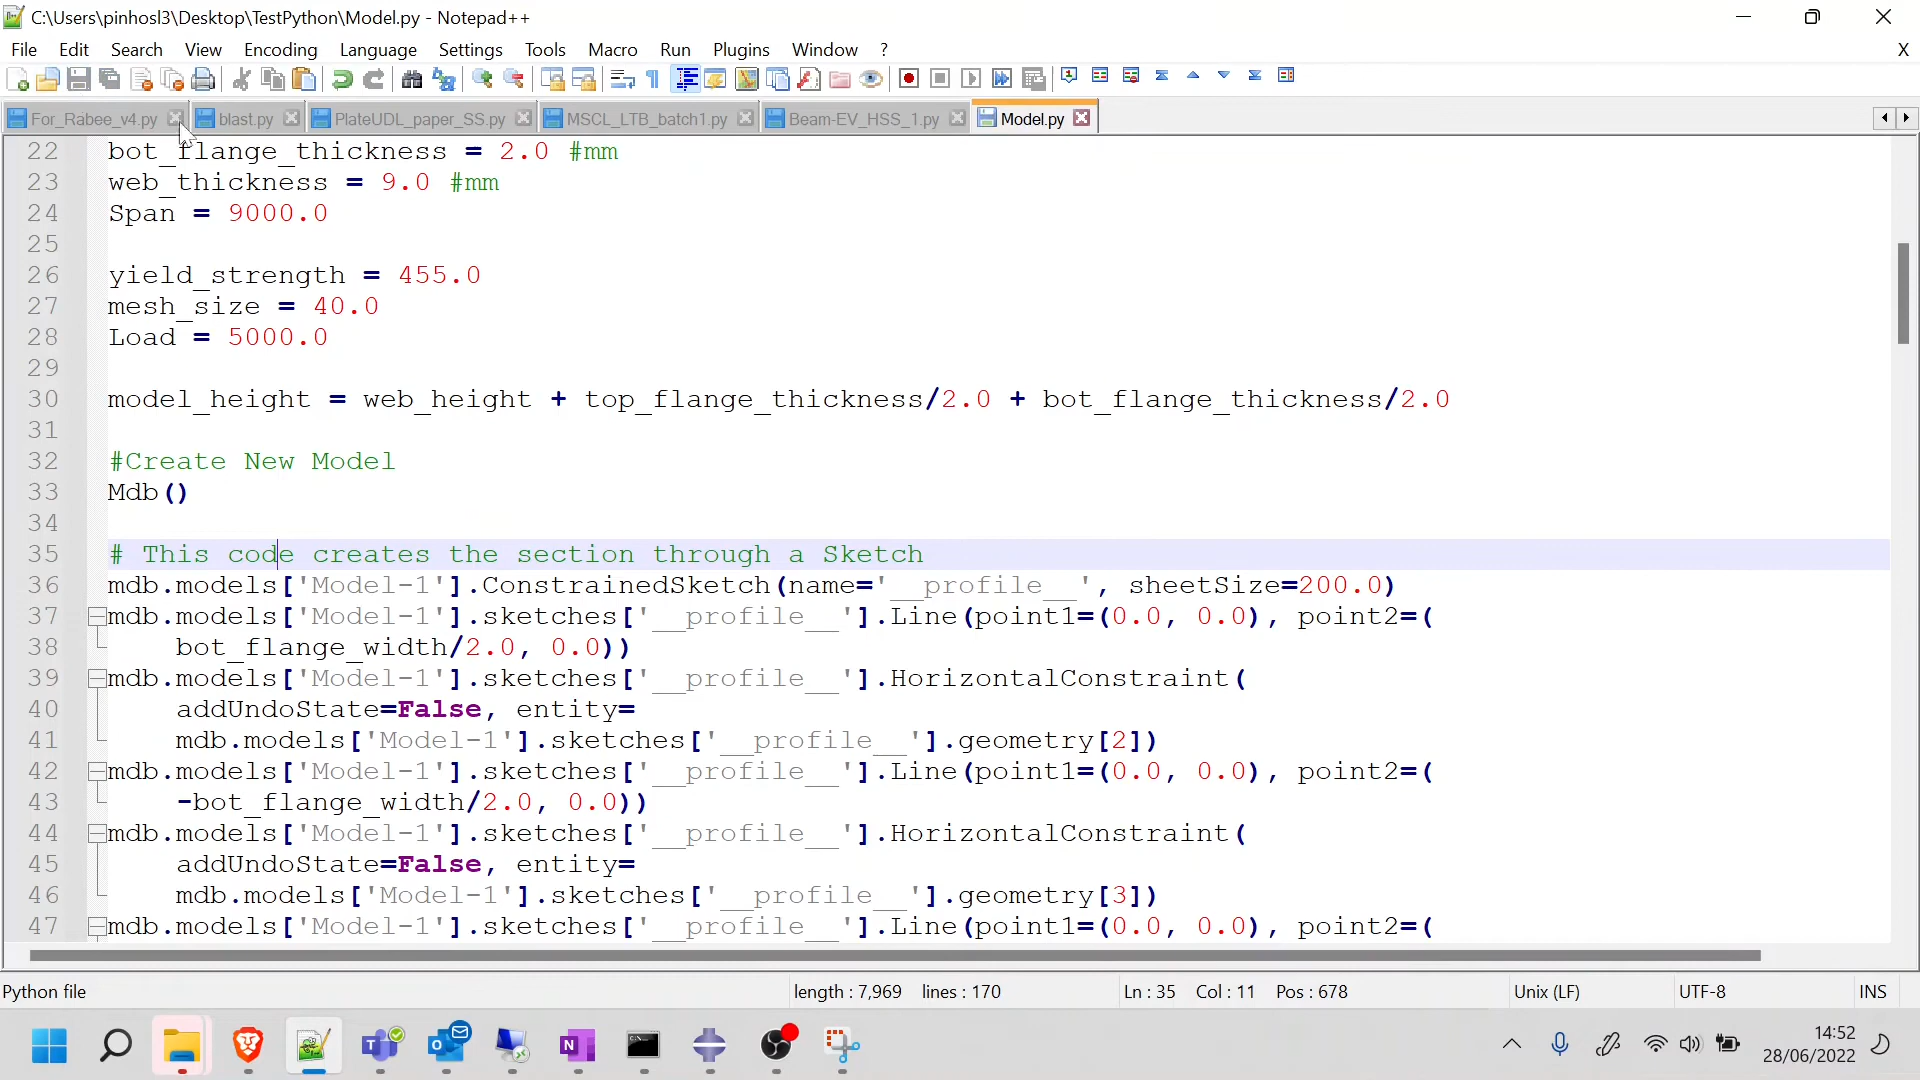 C:\Users\pinhosl3\Desktop\TestPython\Model.py - Notepad++
File Edit Search View Encoding Language Settings Tools Macro Run Plugins Window ? X
For_Rabee_v4.py blast.py PlateUDL_paper_SS.py MSCL_LTB_batch1.py Beam-EV_HSS_1.py Model.py
22 bot_flange_thickness = 2.0 #mm
23 web_thickness = 9.0 #mm
24 Span = 9000.0
25
26 yield_strength = 455.0
27 mesh_size = 40.0
28 Load = 5000.0
29
30 model_height = web_height + top_flange_thickness/2.0 + bot_flange_thickness/2.0
31
32 #Create New Model
33 Mdb()
34
35 # This code creates the section through a Sketch
36 mdb.models['Model-1'].ConstrainedSketch(name='__profile__', sheetSize=200.0)
37 mdb.models['Model-1'].sketches['__profile__'].Line(point1=(0.0, 0.0), point2=(
38 bot_flange_width/2.0, 0.0))
39 mdb.models['Model-1'].sketches['__profile__'].HorizontalConstraint(
40 addUndoState=False, entity=
41 mdb.models['Model-1'].sketches['__profile__'].geometry[2])
42 mdb.models['Model-1'].sketches['__profile__'].Line(point1=(0.0, 0.0), point2=(
43 -bot_flange_width/2.0, 0.0))
44 mdb.models['Model-1'].sketches['__profile__'].HorizontalConstraint(
45 addUndoState=False, entity=
46 mdb.models['Model-1'].sketches['__profile__'].geometry[3])
47 mdb.models['Model-1'].sketches['__profile__'].Line(point1=(0.0, 0.0), point2=(
Python file length : 7,969 lines : 170 Ln : 35 Col : 11 Pos : 678 Unix (LF) UTF-8 INS
14:52
28/06/2022